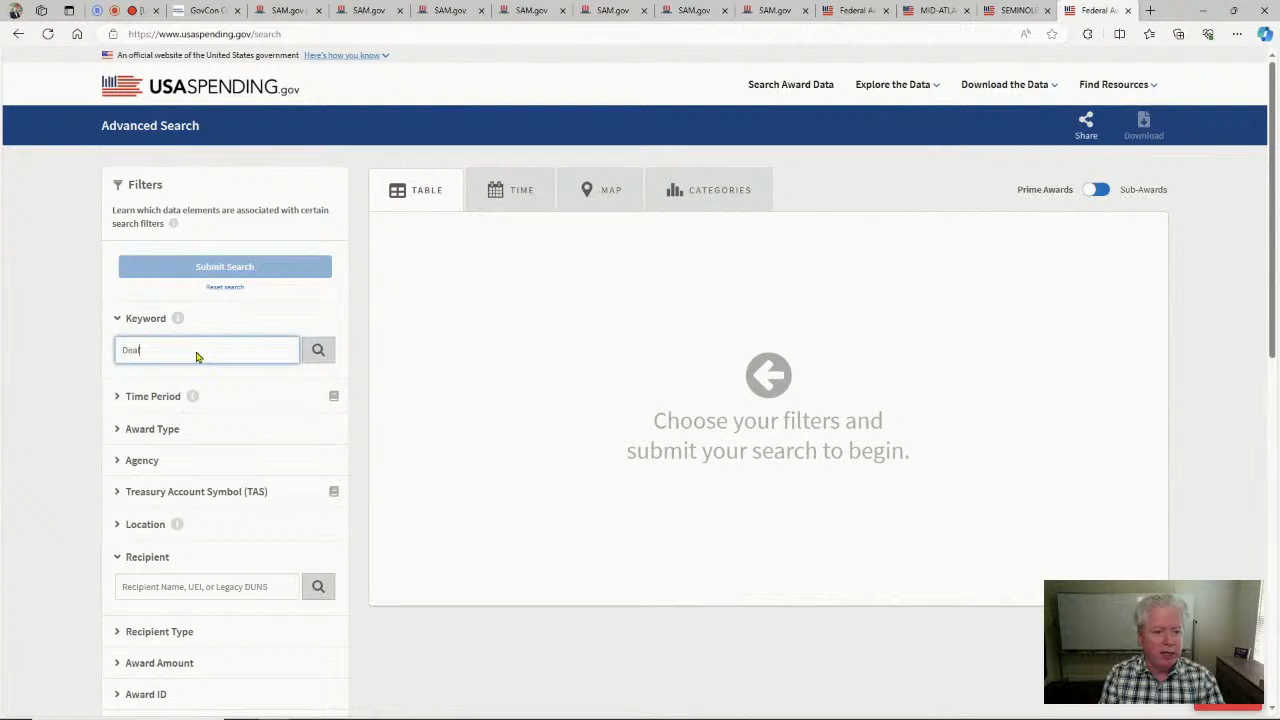 GovCon
SAM.gov
SAM.gov
SAM.gov
SAM.gov
SAM.gov
SAM.gov
SAM.gov
Federal
MID-ATLA
SEMINOLE
Federal Av
https://www.usaspending.gov/search
An official website of the United States government Here's how you know
USASPENDING.gov
Search Award Data Explore the Data Download the Data Find Resources
Advanced Search
Share
Download
Filters
Learn which data elements are associated with certain
search filters
Submit Search
Reset search
Keyword
Deaf
Time Period
Award Type
Agency
Treasury Account Symbol (TAS)
Location
Recipient
Recipient Name, UEI, or Legacy DUNS
Recipient Type
Award Amount
Award ID
TABLE TIME MAP CATEGORIES
Prime Awards Sub-Awards
Choose your filters and
submit your search to begin.